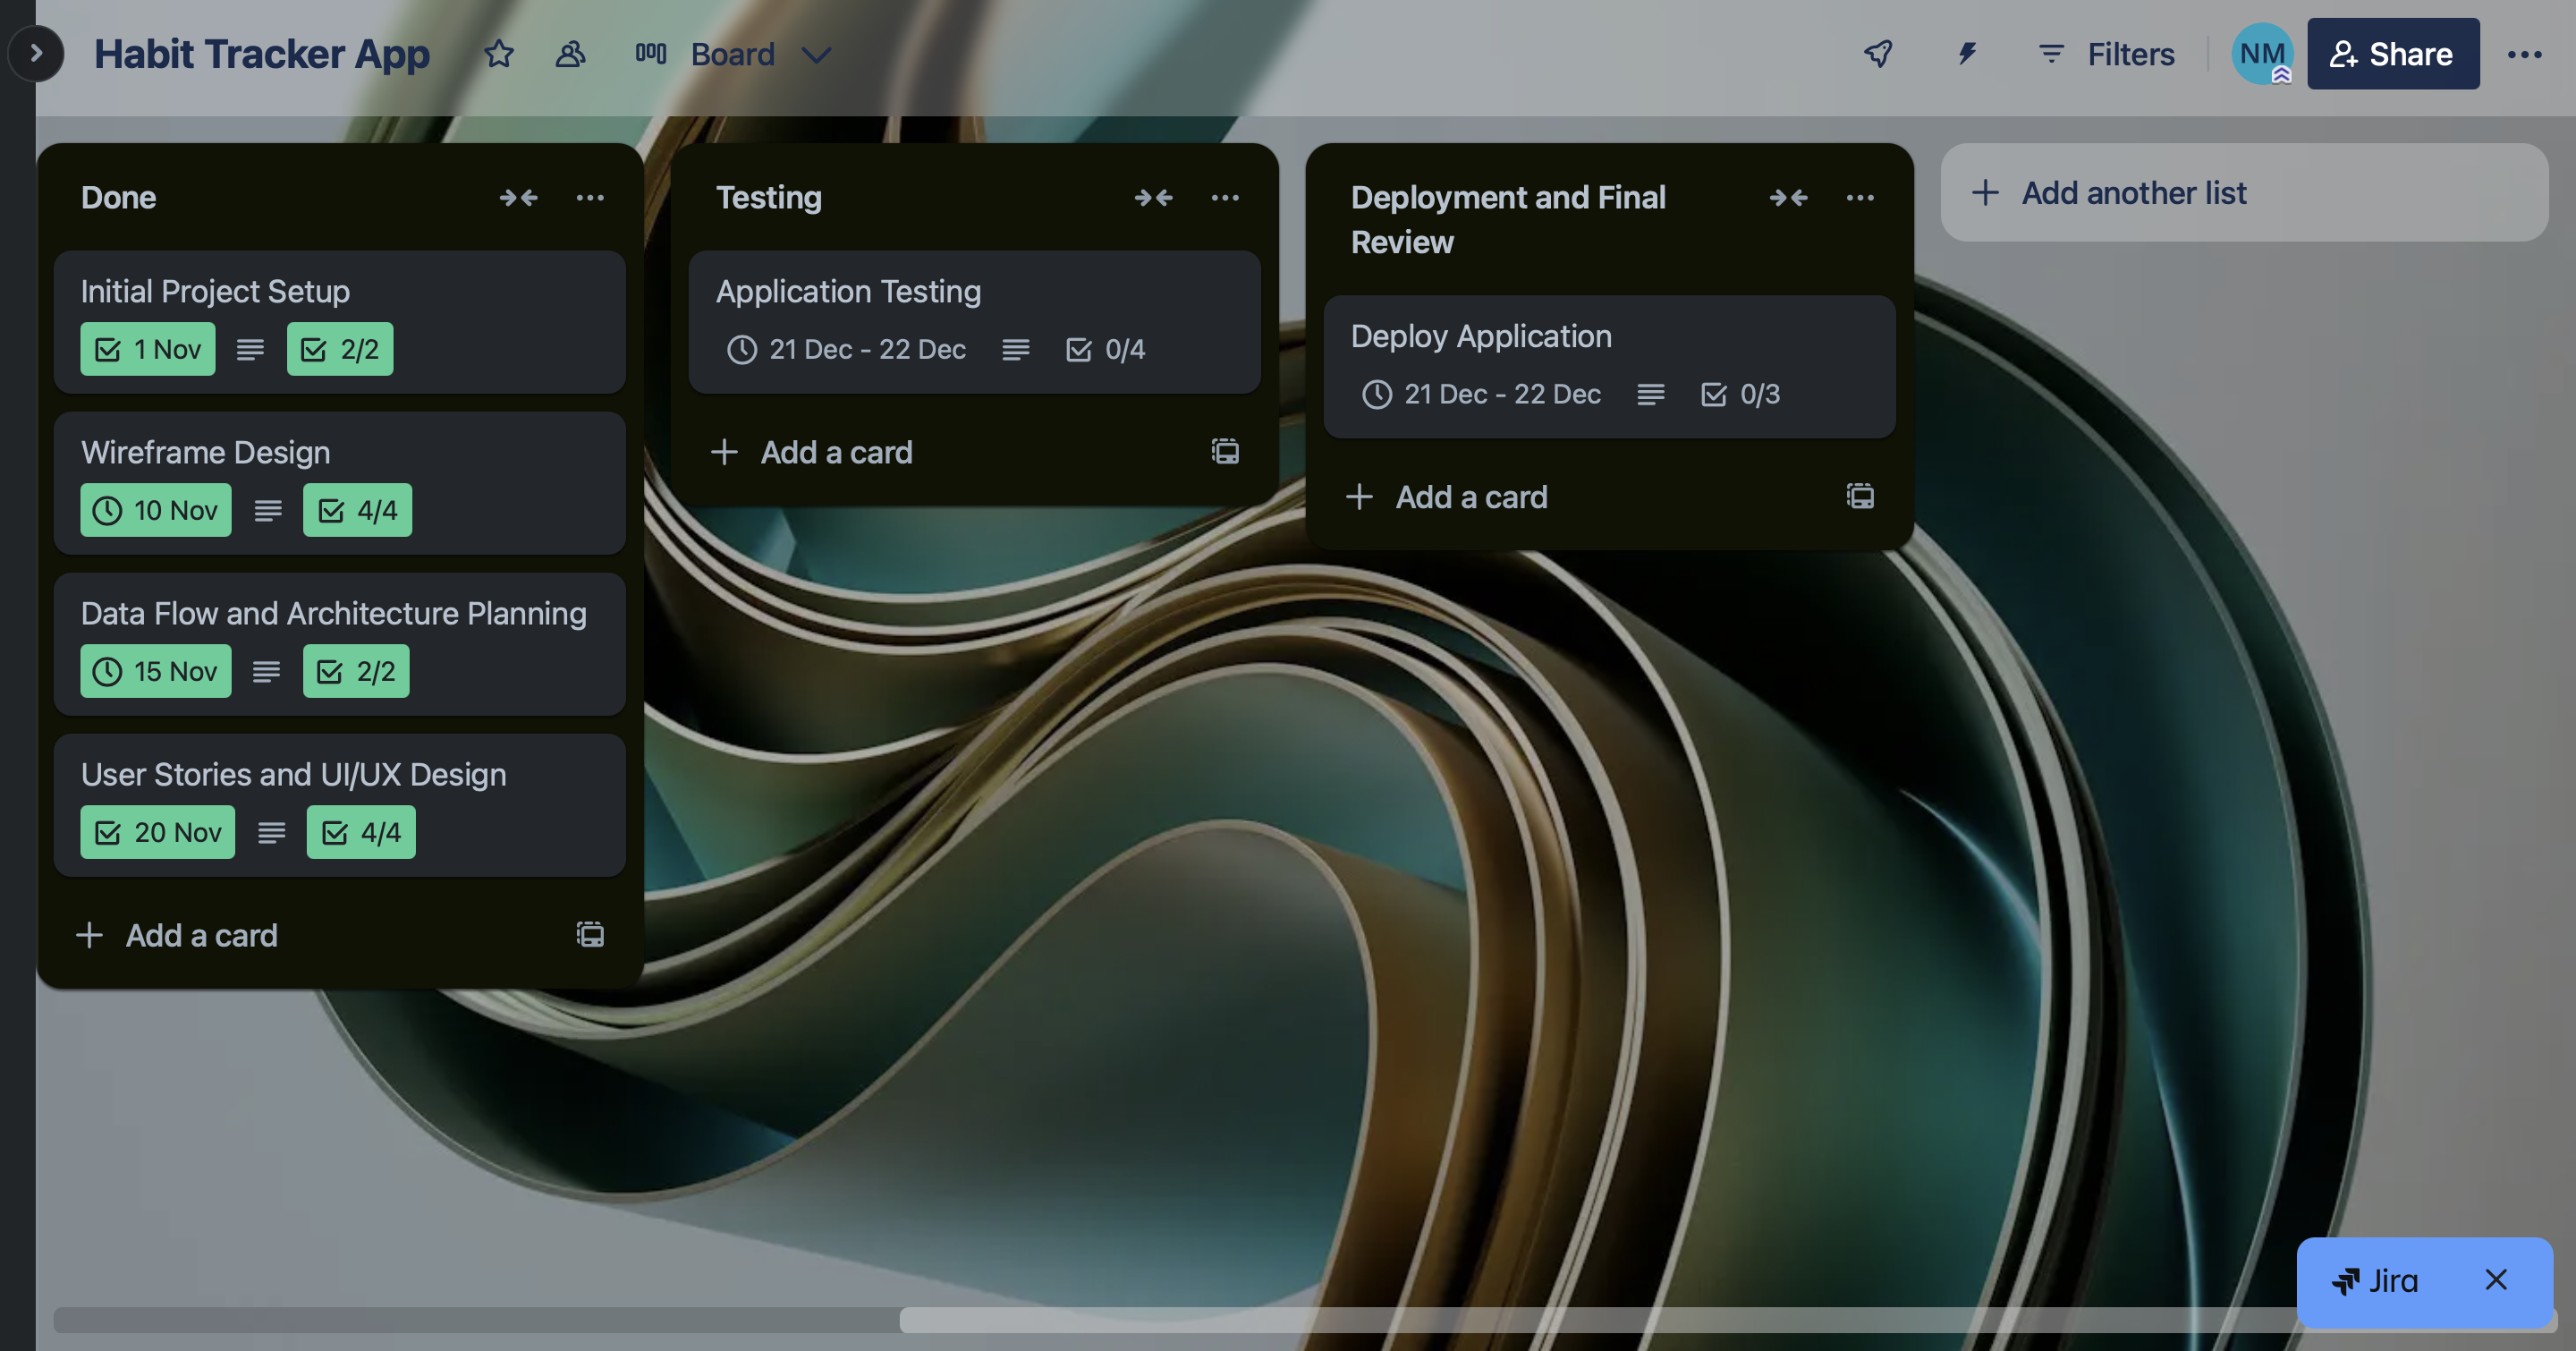 Habit Tracker App
Board
Filters
NM
Share
Done
Initial Project Setup
1 Nov 2/2
Wireframe Design
10 Nov 4/4
Data Flow and Architecture Planning
15 Nov 2/2
User Stories and UI/UX Design
20 Nov 4/4
Add a card
Testing
Application Testing
21 Dec - 22 Dec 0/4
Add a card
Deployment and Final
Review
Deploy Application
21 Dec - 22 Dec 0/3
Add a card
Add another list
Jira